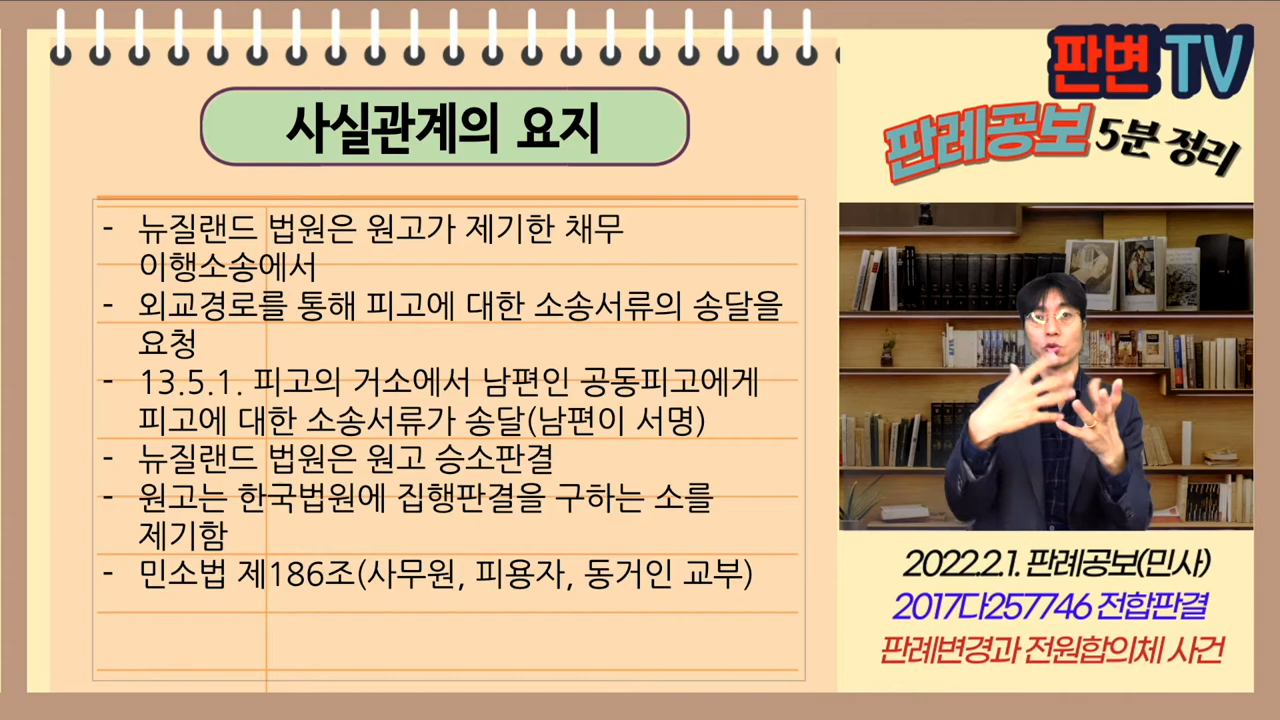 사실관계의 요지
- 뉴질랜드 법원은 원고가 제기한 채무
이행소송에서
- 외교경로를 통해 피고에 대한 소송서류의 송달을
요청
- 13.5.1. 피고의 거소에서 남편인 공동피고에게
피고에 대한 소송서류가 송달(남편이 서명)
- 뉴질랜드 법원은 원고 승소판결
- 원고는 한국법원에 집행판결을 구하는 소를
제기함
- 민소법 제186조(사무원, 피용자, 동거인 교부)
판변 TV
판례공보 5분 정리
2022.2.1. 판례공보(민사)
2017다257746 전합판결
판례변경과 전원합의체 사건